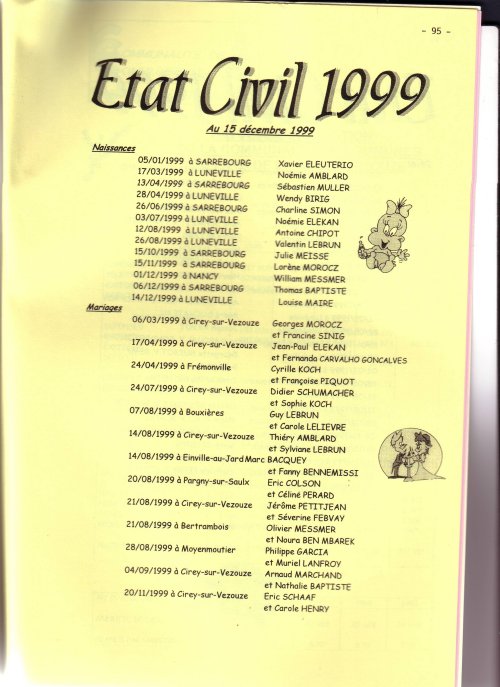 - 95 -
Etat Civil 1999
Au 15 décembre 1999
Naissances
05/01/1999 à SARREBOURG Xavier ELEUTERIO
17/03/1999 à LUNEVILLE Noémie AMBLARD
13/04/1999 à SARREBOURG Sébastien MULLER
28/04/1999 à LUNEVILLE Wendy BIRIG
26/06/1999 à SARREBOURG Charline SIMON
03/07/1999 à LUNEVILLE Noémie ELEKAN
12/08/1999 à LUNEVILLE Antoine CHIPOT
26/08/1999 à LUNEVILLE Valentin LEBRUN
15/10/1999 à SARREBOURG Julie MEISSE
15/11/1999 à SARREBOURG Lorène MOROCZ
01/12/1999 à NANCY William MESSMER
06/12/1999 à SARREBOURG Thomas BAPTISTE
14/12/1999 à LUNEVILLE Louise MAIRE
Mariages
06/03/1999 à Cirey-sur-Vezouze Georges MOROCZ
et Francine SINIG
17/04/1999 à Cirey-sur-Vezouze Jean-Paul ELEKAN
et Fernanda CARVALHO GONCALVES
24/04/1999 à Frémonville Cyrille KOCH
et Françoise PIQUOT
24/07/1999 à Cirey-sur-Vezouze Didier SCHUMACHER
et Sophie KOCH
07/08/1999 à Bouxières Guy LEBRUN
et Carole LELIEVRE
14/08/1999 à Cirey-sur-Vezouze Thiéry AMBLARD
et Sylviane LEBRUN
14/08/1999 à Einville-au-Jard Marc BACQUEY
et Fanny BENNEMISSI
20/08/1999 à Pargny-sur-Saulx Eric COLSON
et Céline PERARD
21/08/1999 à Cirey-sur-Vezouze Jérôme PETITJEAN
et Séverine FEBVAY
21/08/1999 à Bertrambois Olivier MESSMER
et Noura BEN MBAREK
28/08/1999 à Moyenmoutier Philippe GARCIA
et Muriel LANFROY
04/09/1999 à Cirey-sur-Vezouze Arnaud MARCHAND
et Nathalie BAPTISTE
20/11/1999 à Cirey-sur-Vezouze Eric SCHAAF
et Carole HENRY